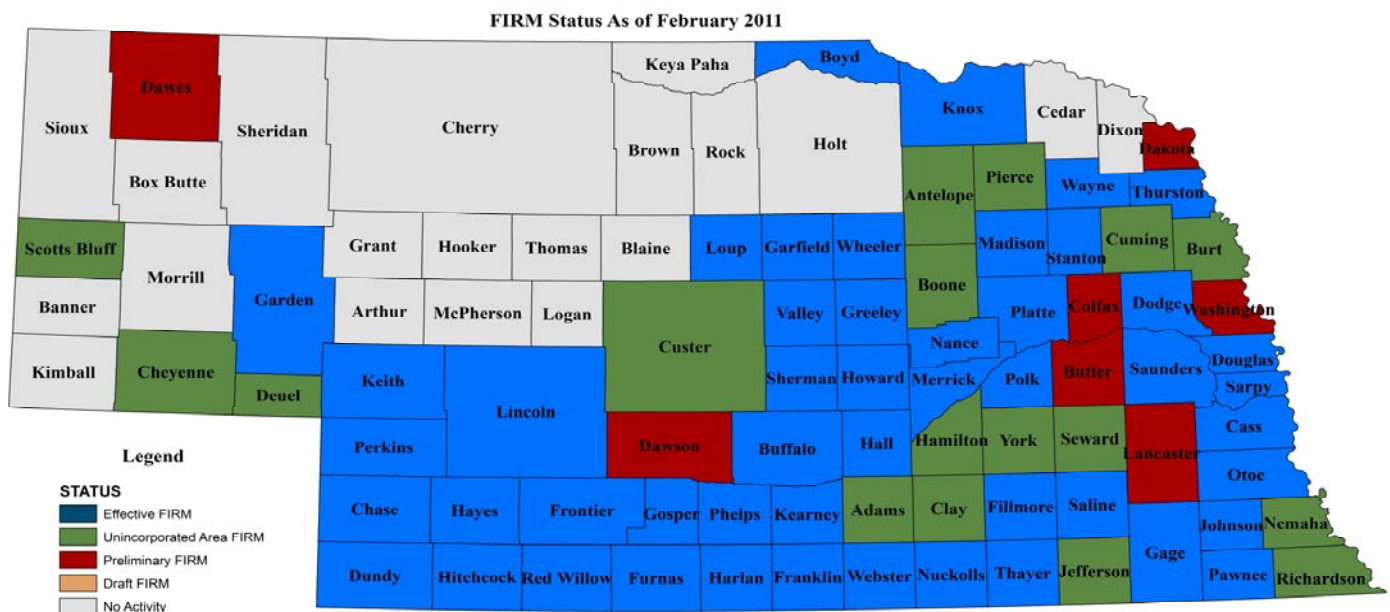 FIRM Status As of February 2011
Boyd
Keya Paha
Dawes
Knox
Cedar
Sioux
Sheridan
Cherry
Dixon
Holt
Brown
Rock
Dakota
Pierce
Box Butte
Wayne
Thurston
Antelope
Scotts Bluff
Grant
Hooker
Thomas
Blaine
Loup
Garfield
Wheeler
Madison
Stanton
Cuming
Burt
Morrill
Garden
Boone
Banner
Arthur
McPherson
Logan
Valley
Greeley
Platte
Colfax
Dodge
Washington
Custer
Nance
Kimball
Cheyenne
Deuel
Keith
Sherman
Howard
Merrick
Polk
Butler
Saunders
Douglas
Sarpy
Lincoln
Perkins
Dawson
Buffalo
Hall
Hamilton
York
Seward
Lancaster
Cass
Otoe
Chase
Hayes
Frontier
Gosper
Phelps
Kearney
Adams
Clay
Fillmore
Saline
Johnson
Nemaha
Gage
Dundy
Hitchcock
Red Willow
Furnas
Harlan
Franklin
Webster
Nuckolls
Thayer
Jefferson
Pawnee
Richardson
Legend
STATUS
Effective FIRM
Unincorporated Area FIRM
Preliminary FIRM
Draft FIRM
No Activity